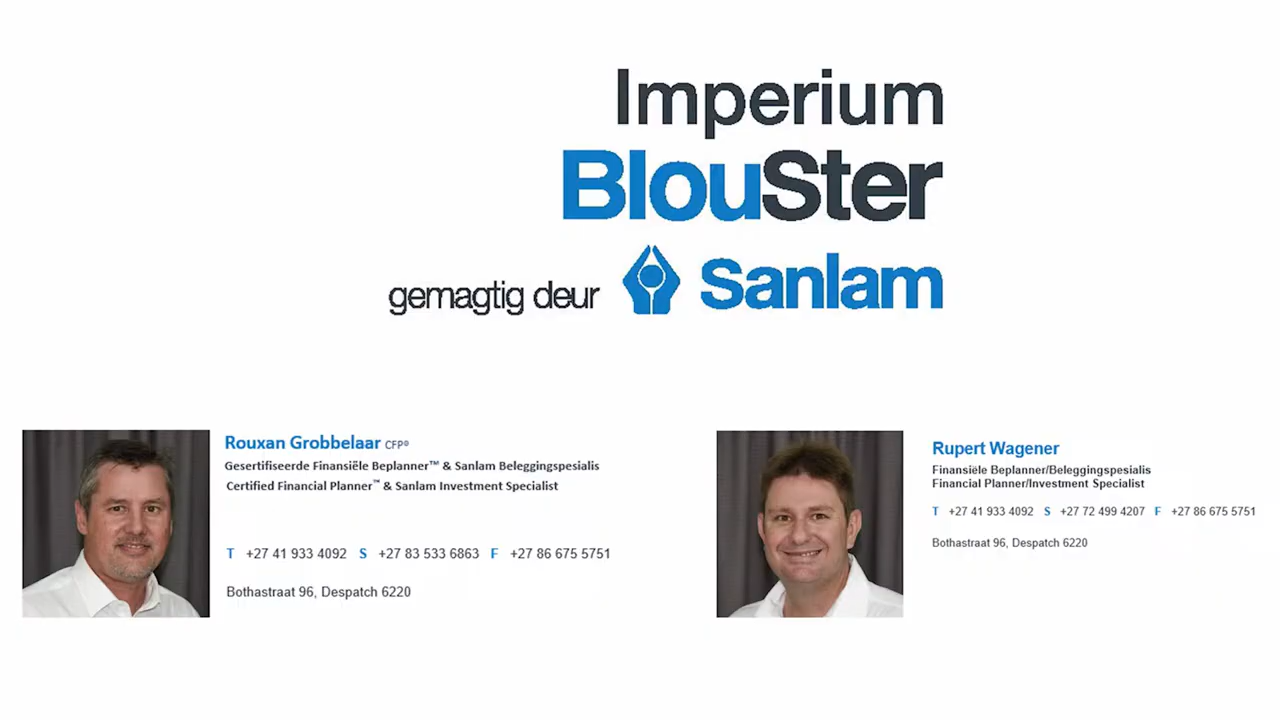 Imperium
BlouSter
gemagtig deur Sanlam
Rouxan Grobbelaar CFP®
Gesertifiseerde Finansiële Beplanner™ & Sanlam Beleggingspesialis
Certified Financial Planner™ & Sanlam Investment Specialist
T +27 41 933 4092 S +27 83 533 6863 F +27 86 675 5751
Bothastraat 96, Despatch 6220
Rupert Wagener
Finansiële Beplanner/Beleggingspesialis
Financial Planner/Investment Specialist
T +27 41 933 4092 S +27 72 499 4207 F +27 86 675 5751
Bothastraat 96, Despatch 6220